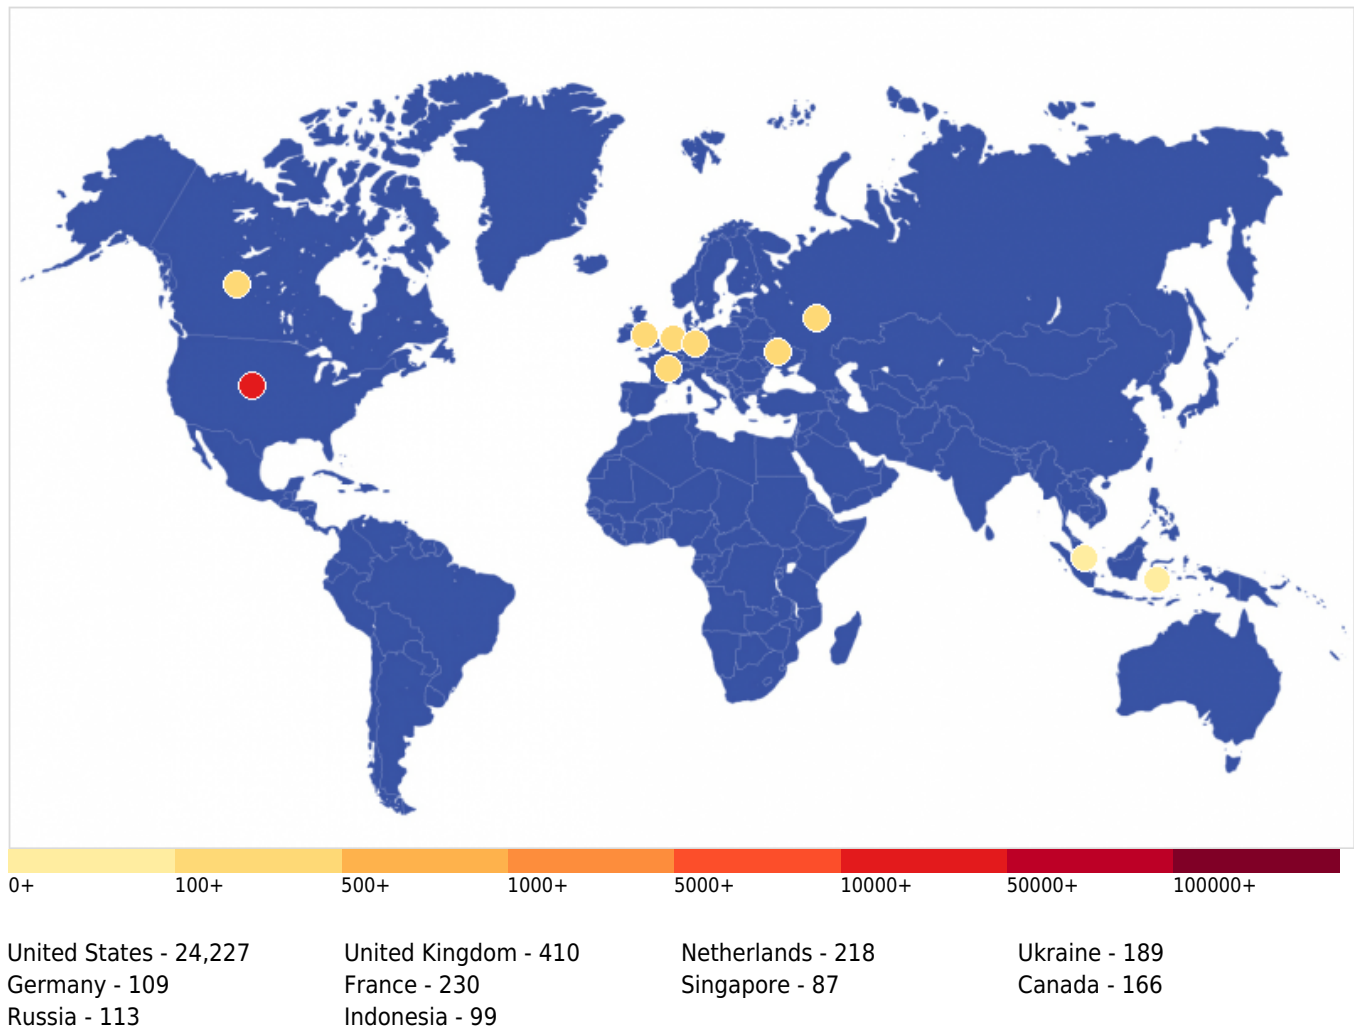 0+ 100+ 500+ 1000+ 5000+ 10000+ 50000+ 100000+
United States - 24,227 United Kingdom - 410 Netherlands - 218 Ukraine - 189
Germany - 109 France - 230 Singapore - 87 Canada - 166
Russia - 113 Indonesia - 99